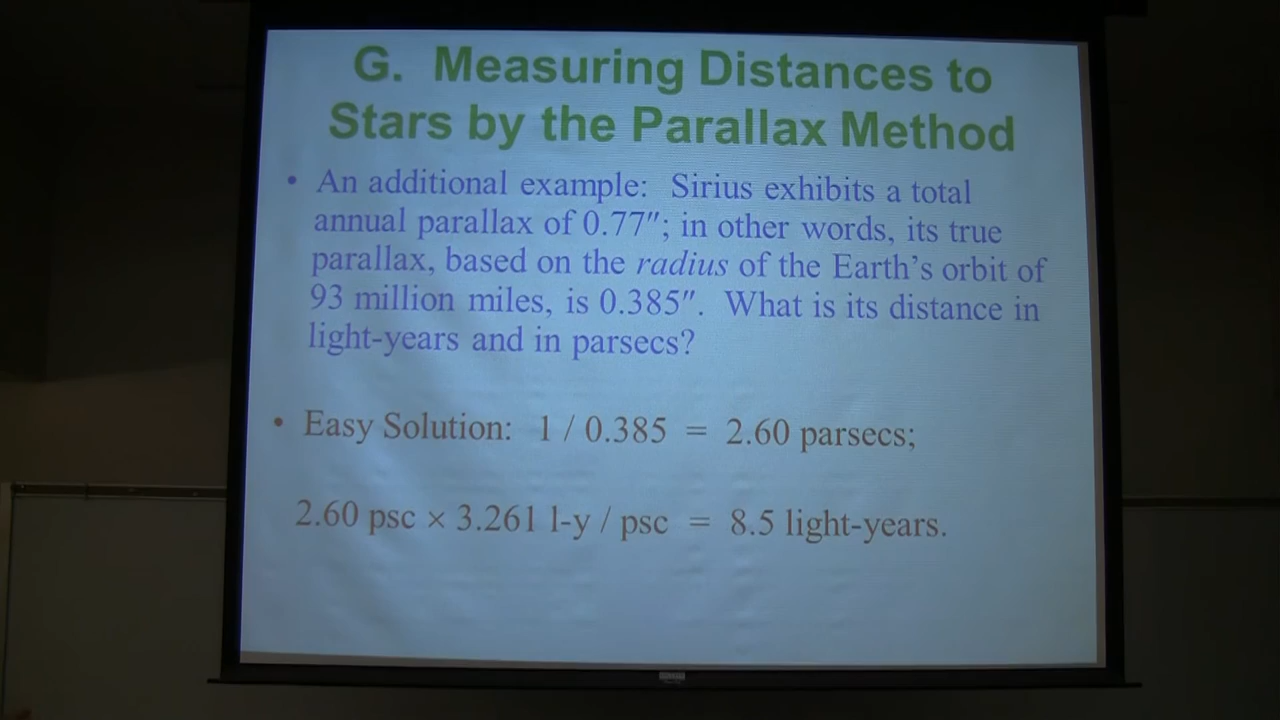 G. Measuring Distances to
Stars by the Parallax Method
• An additional example: Sirius exhibits a total
annual parallax of 0.77″; in other words, its true
parallax, based on the radius of the Earth’s orbit of
93 million miles, is 0.385″. What is its distance in
light-years and in parsecs?
• Easy Solution: 1 / 0.385 = 2.60 parsecs;
2.60 psc × 3.261 l-y / psc = 8.5 light-years.